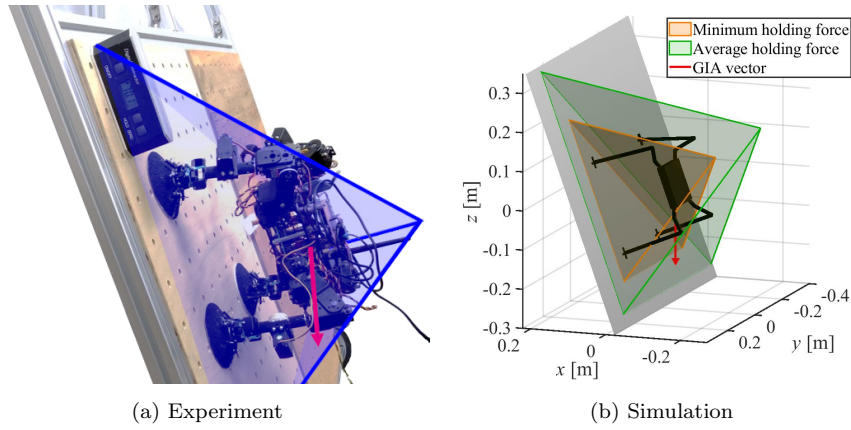 Minimum holding force
Average holding force
GIA vector
0.3
0.2
0.1
0
-0.1
-0.2
-0.3
z [m]
0.2
0
-0.2
x [m]
0.2
0
-0.2
-0.4
y [m]
(a) Experiment
(b) Simulation